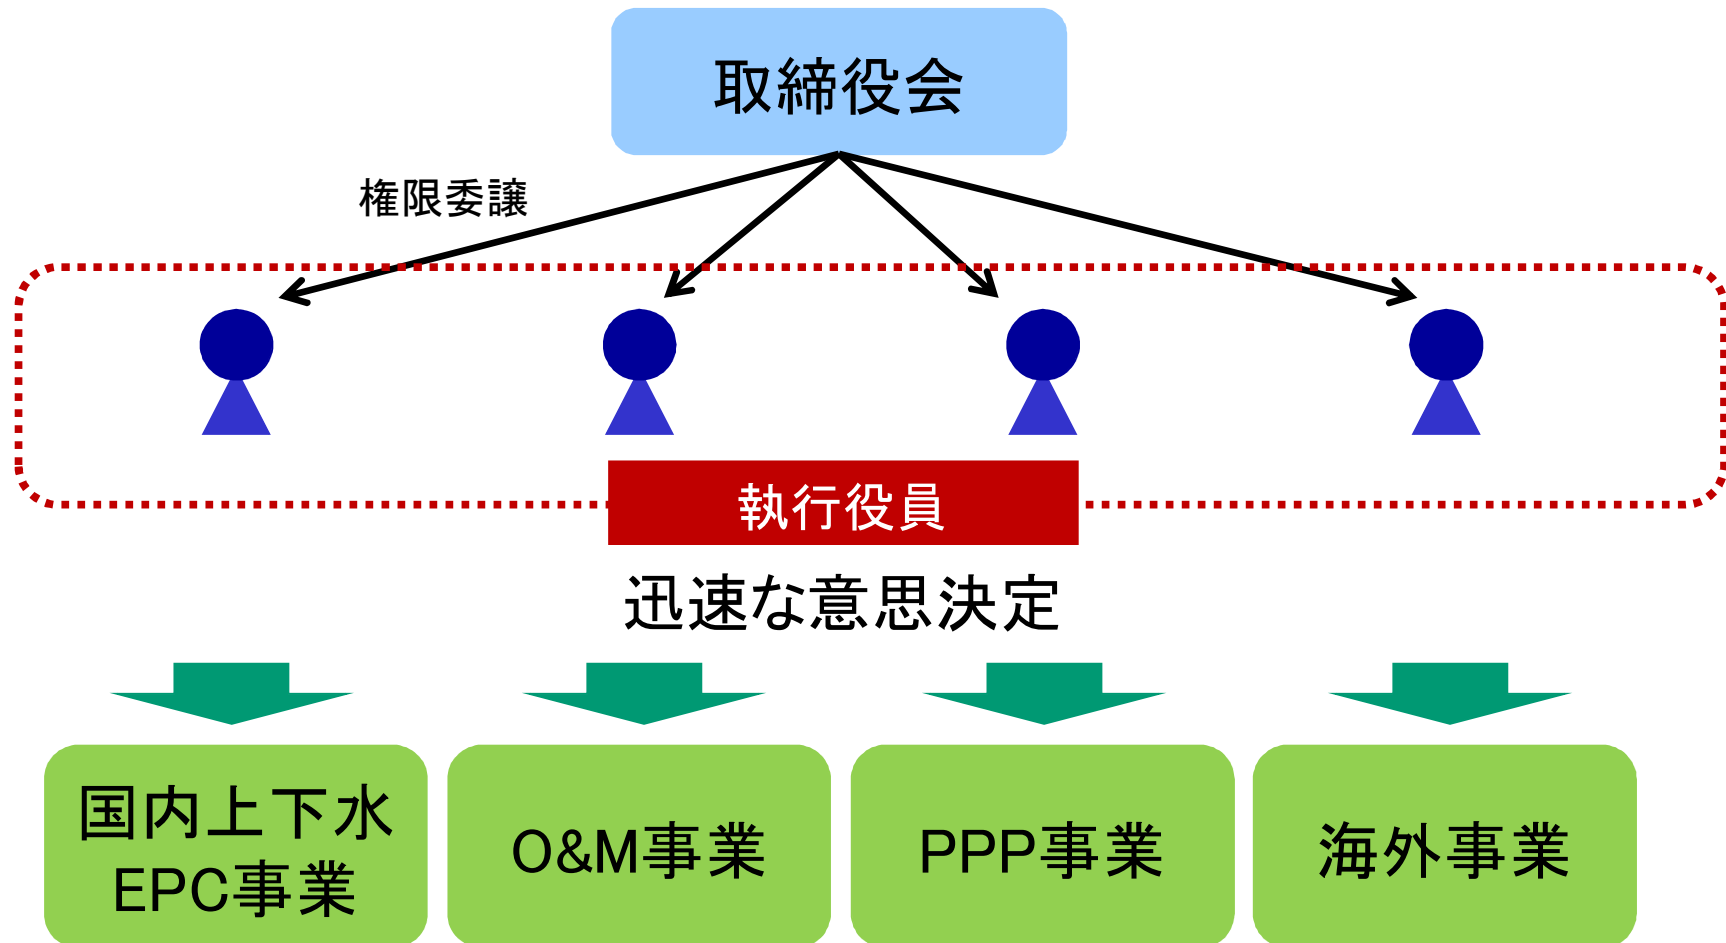 取締役会
権限委譲
執行役員
迅速な意思決定
国内上下水
EPC事業
O&M事業
PPP事業
海外事業